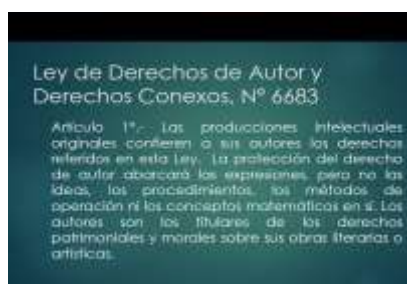 Ley de Derechos de Autor y
Derechos Conexos, Nº 6683
Artículo 1º.- Las producciones intelectuales
originales confieren a sus autores los derechos
referidos en esta Ley. La protección del derecho
de autor abarcará las expresiones, pero no las
ideas, los procedimientos, los métodos de
operación ni los conceptos matemáticos en sí. Los
autores son los titulares de los derechos
patrimoniales y morales sobre sus obras literarias o
artísticas.